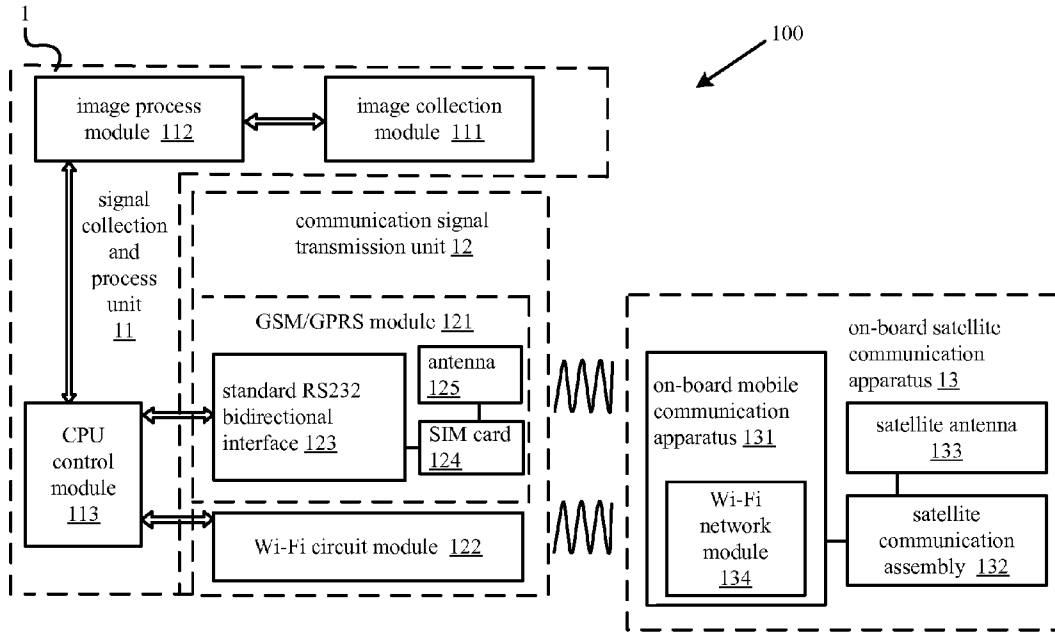 1
100
image process
module 112
image collection
module 111
signal
collection
and
process
unit
11
communication signal
transmission unit 12
GSM/GPRS module 121
standard RS232
bidirectional
interface 123
antenna
125
SIM card
124
CPU
control
module
113
Wi-Fi circuit module 122
on-board satellite
communication
apparatus 13
on-board mobile
communication
apparatus 131
satellite antenna
133
Wi-Fi
network
module
134
satellite
communication
assembly 132